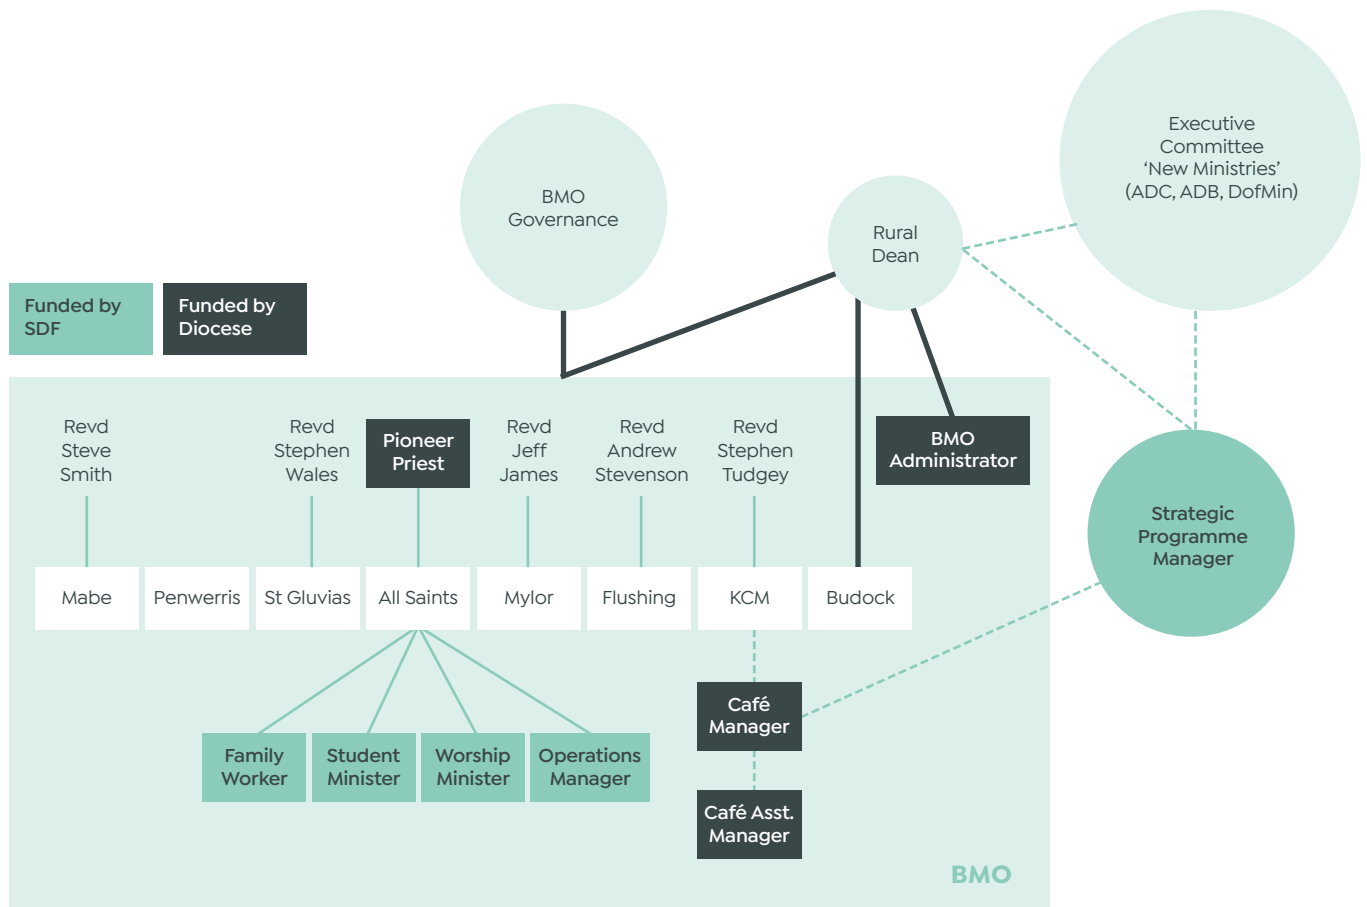 Executive
Committee
‘New Ministries’
(ADC, ADB, DofMin)
BMO
Governance
Rural
Dean
Funded by
SDF
Funded by
Diocese
Revd
Steve
Smith
Revd
Stephen
Wales
Pioneer
Priest
Revd
Jeff
James
Revd
Andrew
Stevenson
Revd
Stephen
Tudgey
BMO
Administrator
Strategic
Programme
Manager
Mabe
Penwerris
St Gluvias
All Saints
Mylor
Flushing
KCM
Budock
Café
Manager
Family
Worker
Student
Minister
Worship
Minister
Operations
Manager
Café Asst.
Manager
BMO